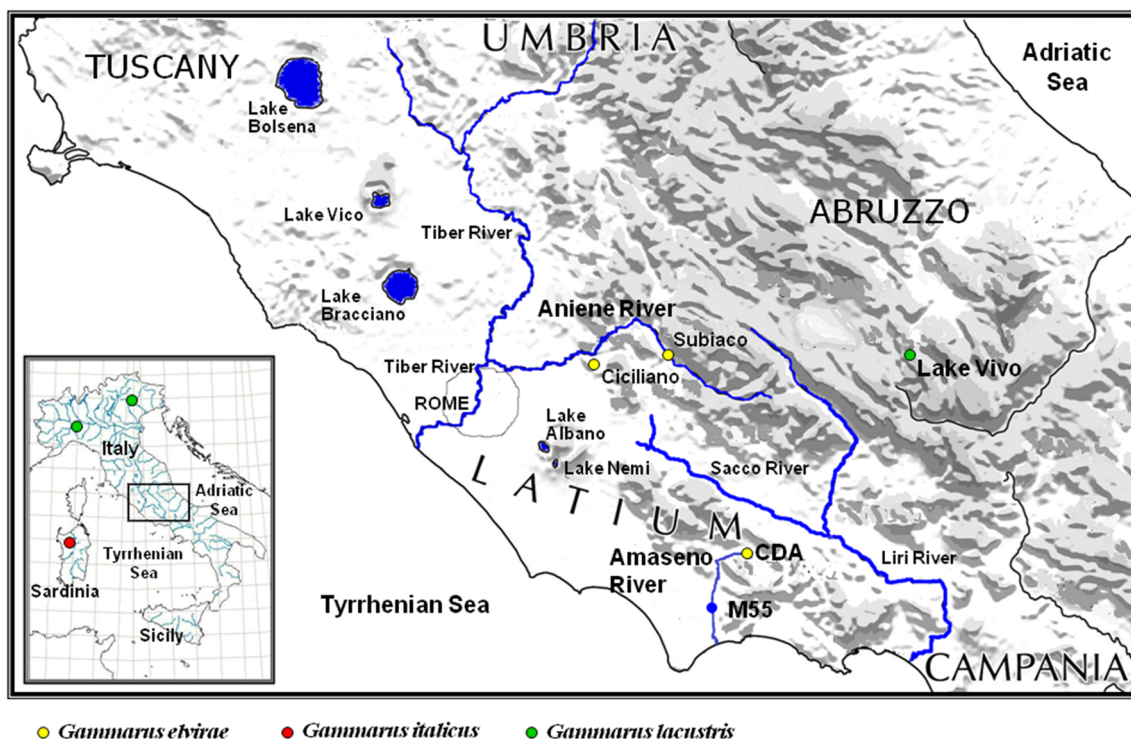 UMBRIA
Adriatic
Sea
TUSCANY
Lake
Bolsena
Lake Vico
Tiber River
ABRUZZO
Lake
Bracciano
Aniene River
Subiaco
Tiber River
Ciciliano
Lake Vivo
ROME
Lake
Albano
Lake Nemi
Sacco River
LATIUM
Amaseno
River
CDA
Liri River
M55
Tyrrhenian Sea
CAMPANIA
Italy
Adriatic
Sea
Tyrrhenian
Sea
Sardinia
Sicily
Gammarus elvirae
Gammarus italicus
Gammarus lacustris